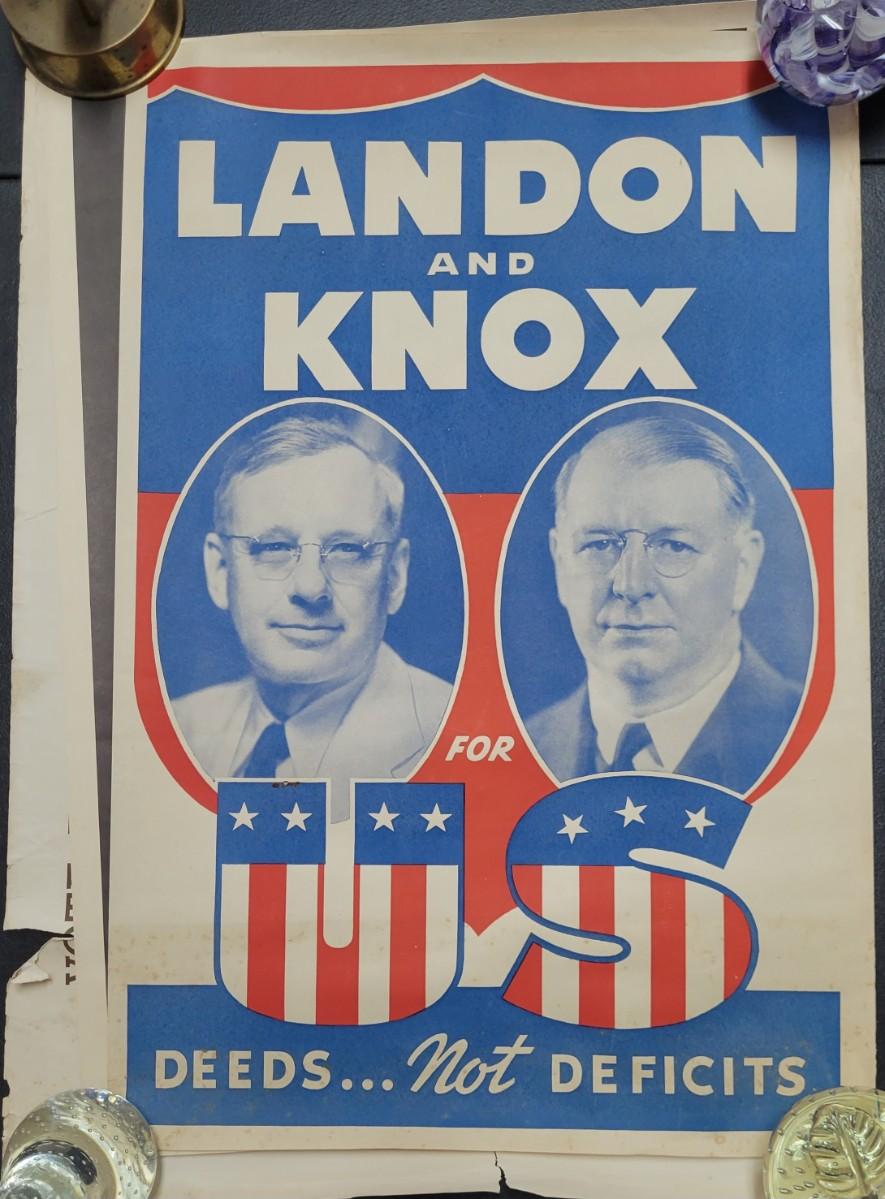 LANDON
AND
KNOX
FOR
US
DEEDS... Not DEFICITS